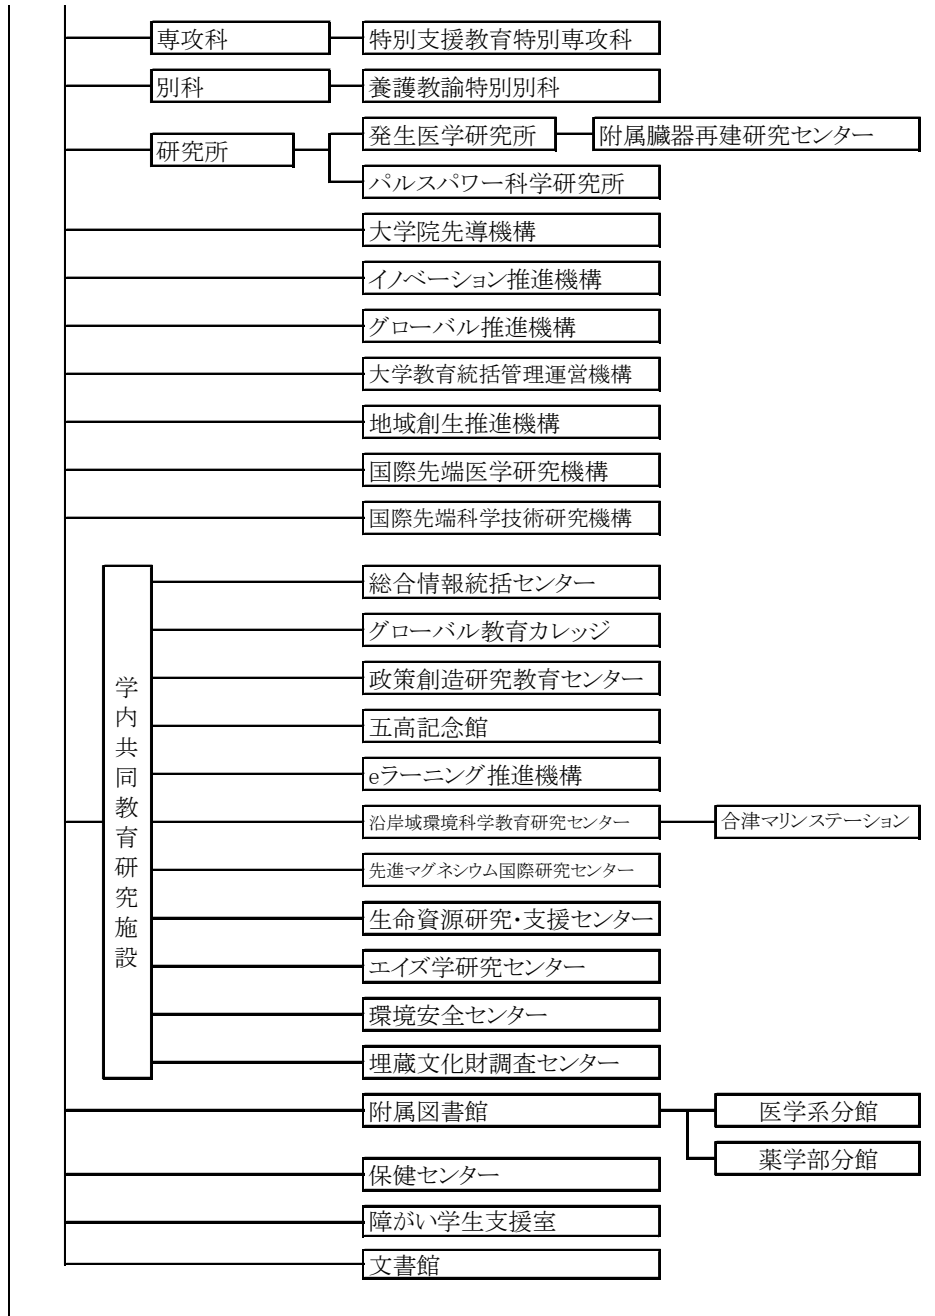 専攻科
特別支援教育特別専攻科
別科
養護教諭特別別科
研究所
発生医学研究所
附属臓器再建研究センター
パルスパワー科学研究所
大学院先導機構
イノベーション推進機構
グローバル推進機構
大学教育統括管理運営機構
地域創生推進機構
国際先端医学研究機構
国際先端科学技術研究機構
学内共同教育研究施設
総合情報統括センター
グローバル教育カレッジ
政策創造研究教育センター
五高記念館
eラーニング推進機構
沿岸域環境科学教育研究センター
合津マリンステーション
先進マグネシウム国際研究センター
生命資源研究・支援センター
エイズ学研究センター
環境安全センター
埋蔵文化財調査センター
附属図書館
医学系分館
薬学部分館
保健センター
障がい学生支援室
文書館